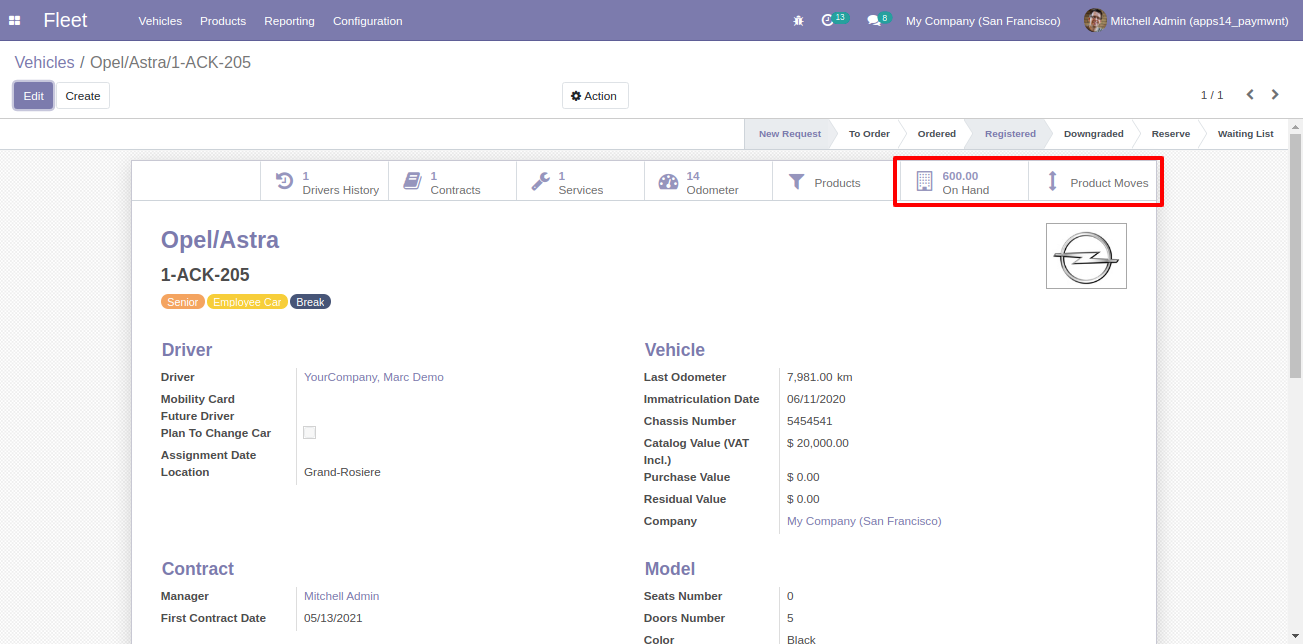 Fleet Vehicles Products Reporting Configuration 13 8 My Company (San Francisco) Mitchell Admin (apps14_paymwnt)
Vehicles / Opel/Astra/1-ACK-205
Edit Create Action 1 / 1
New Request To Order Ordered Registered Downgraded Reserve Waiting List
1 Drivers History
1 Contracts
1 Services
14 Odometer
Products
600.00 On Hand
Product Moves
Opel/Astra
1-ACK-205
Senior Employee Car Break
Driver
Driver YourCompany, Marc Demo
Mobility Card
Future Driver
Plan To Change Car
Assignment Date
Location Grand-Rosiere
Vehicle
Last Odometer 7,981.00 km
Immatriculation Date 06/11/2020
Chassis Number 5454541
Catalog Value (VAT $ 20,000.00
Incl.)
Purchase Value $ 0.00
Residual Value $ 0.00
Company My Company (San Francisco)
Contract
Manager Mitchell Admin
First Contract Date 05/13/2021
Model
Seats Number 0
Doors Number 5
Color Black